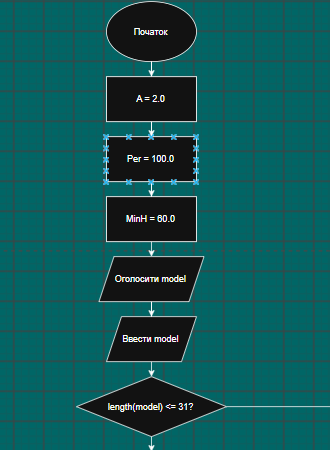 Початок
A = 2.0
Per = 100.0
MinH = 60.0
Оголосити model
Ввести model
length(model) <= 31?